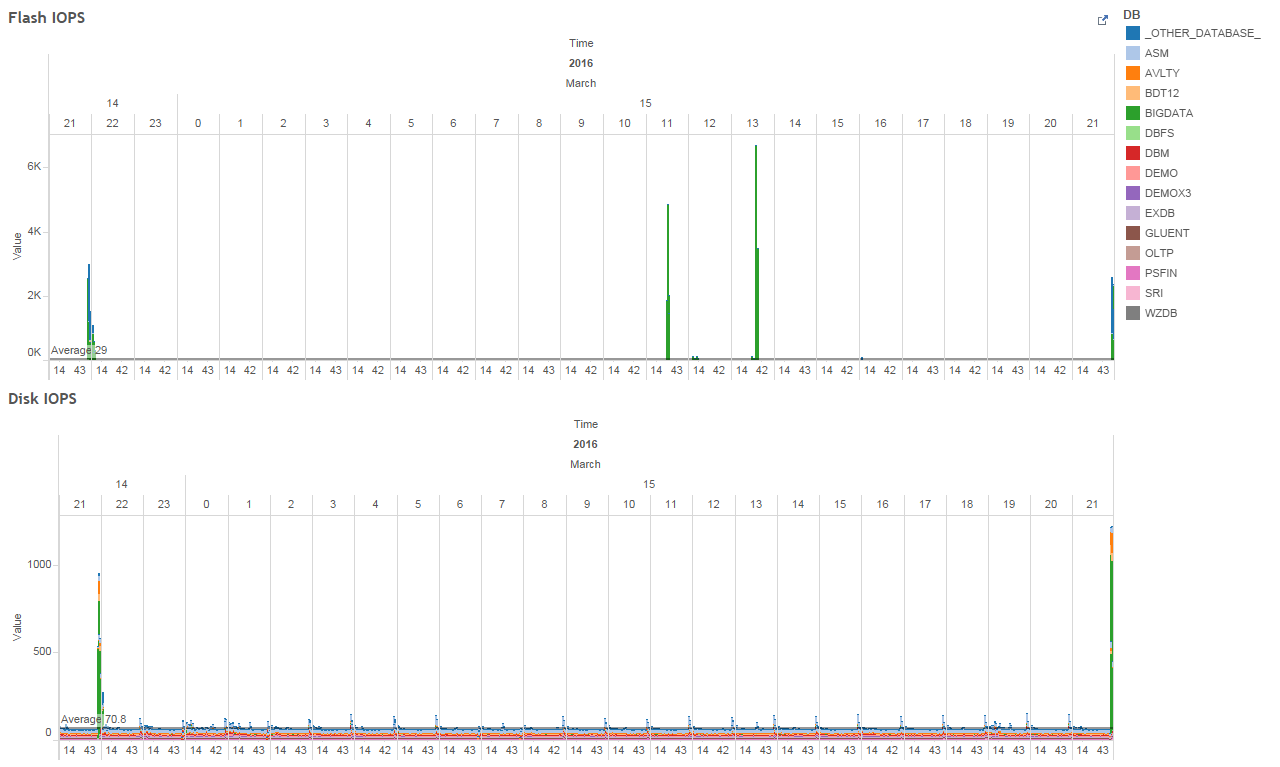 Flash IOPS
Time
2016
March
14 15
21 22 23 0 1 2 3 4 5 6 7 8 9 10 11 12 13 14 15 16 17 18 19 20 21
6K
4K
2K
0K
Value
Average 29
14 43 14 42 14 42 14 43 14 42 14 42 14 43 14 42 14 42 14 42 14 43 14 42 14 43 14 42 14 43 14 42 14 42 14 43 14 42 14 42 14 42 14 42 14 43 14 42 14 43
Disk IOPS
Time
2016
March
14 15
21 22 23 0 1 2 3 4 5 6 7 8 9 10 11 12 13 14 15 16 17 18 19 20 21
1000
500
0
Value
Average 70.8
14 43 14 43 14 43 14 42 14 43 14 43 14 43 14 43 14 43 14 43 14 43 14 43 14 43 14 43 14 43 14 43 14 43 14 43 14 43 14 42 14 43 14 43 14 43 14 43 14 43
DB
_OTHER_DATABASE_
ASM
AVLTY
BDT12
BIGDATA
DBFS
DBM
DEMO
DEMOX3
EXDB
GLUENT
OLTP
PSFIN
SRI
WZDB